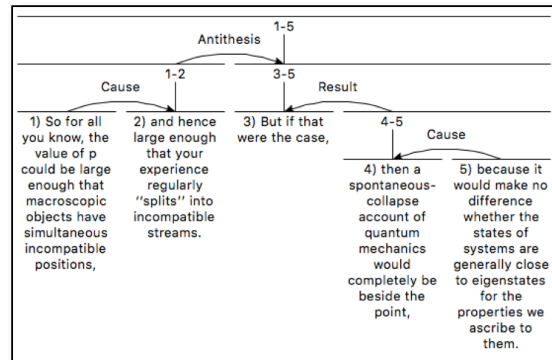 1-5
Antithesis
1-2
3-5
Cause
Result
1) So for all
you know, the
value of p
could be large
enough that
macroscopic
objects have
simultaneous
incompatible
positions,
2) and hence
large enough
that your
experience
regularly
"splits" into
incompatible
streams.
3) But if that
were the case,
4-5
Cause
4) then a
spontaneous-
collapse
account of
quantum
mechanics
would
completely be
beside the
point,
5) because it
would make no
difference
whether the
states of
systems are
generally close
to eigenstates
for the
properties we
ascribe to
them.